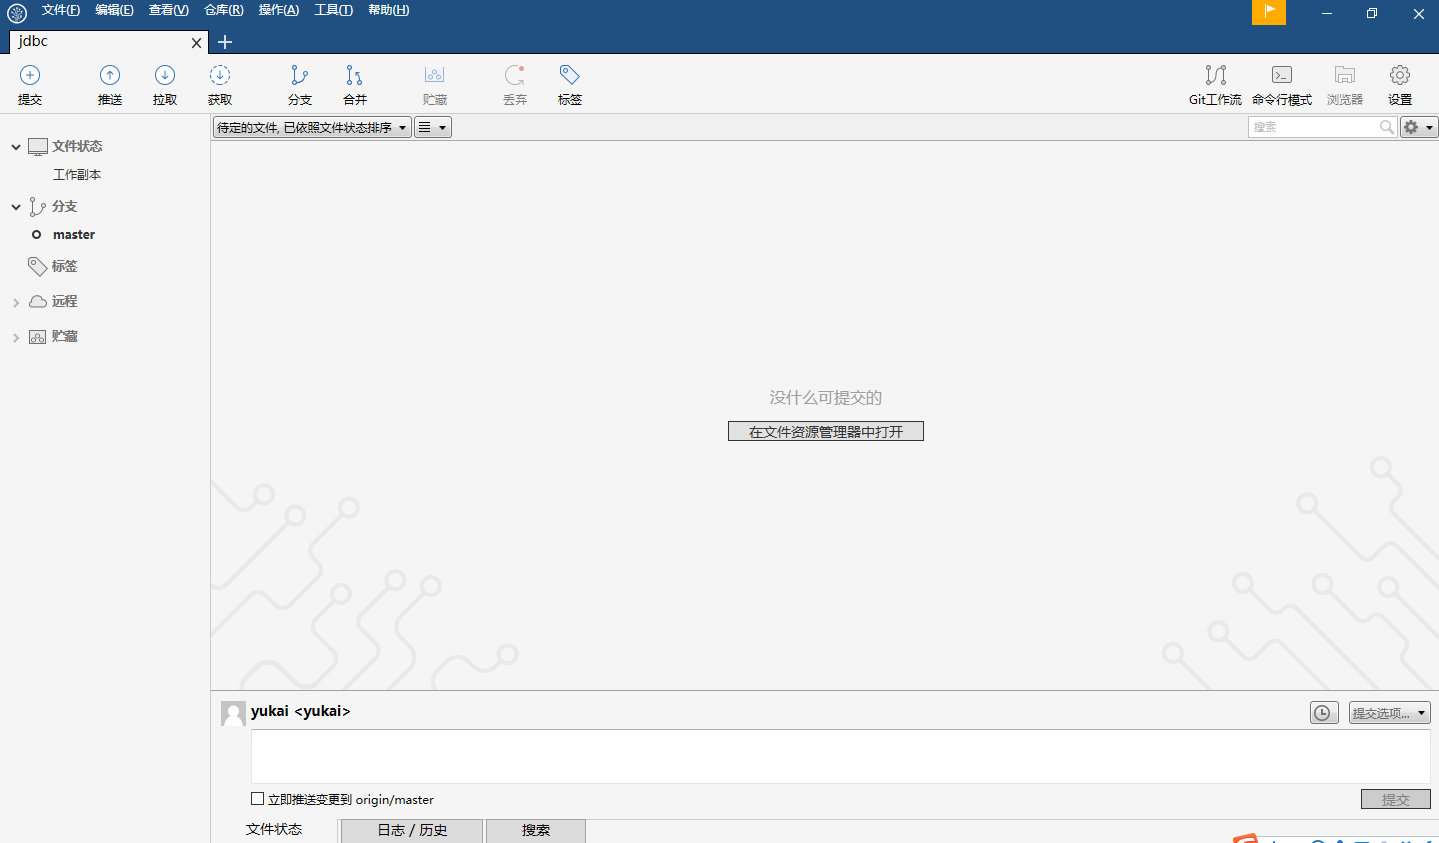 文件(F) 编辑(E) 查看(V) 仓库(R) 操作(A) 工具(T) 帮助(H)
jdbc
提交 推送 拉取 获取 分支 合并 贮藏 丢弃 标签 Git工作流 命令行模式 浏览器 设置
待定的文件, 已依照文件状态排序 搜索
文件状态
工作副本
分支
master
标签
远程
贮藏
没什么可提交的
在文件资源管理器中打开
yukai <yukai> 提交选项...
立即推送变更到 origin/master 提交
文件状态 日志 / 历史 搜索